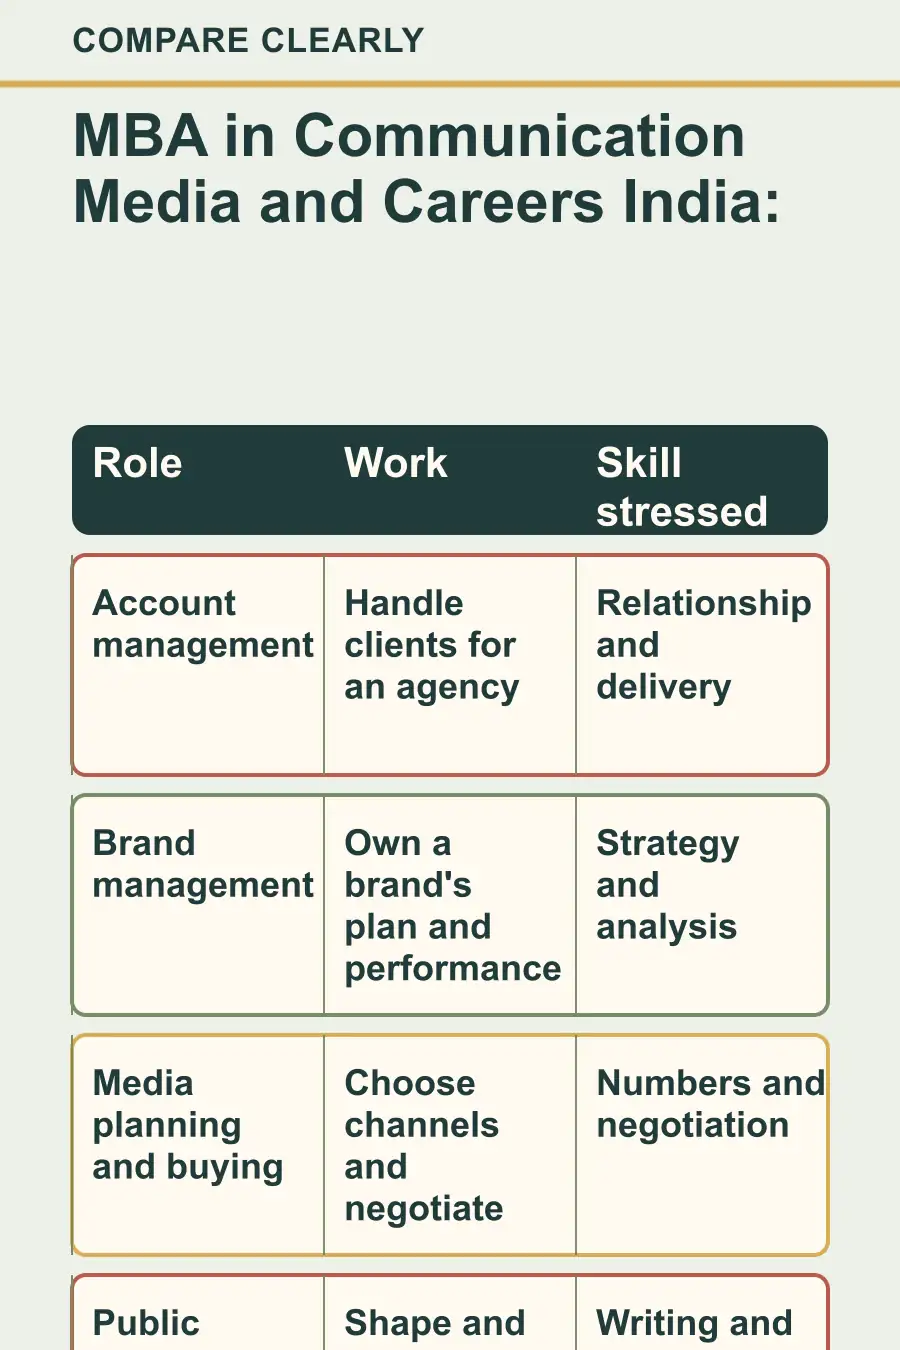 COMPARE CLEARLY
MBA in Communication
Media and Careers India:
Role
Work
Skill
stressed
Account
management
Handle
clients for
an agency
Relationship
and
delivery
Brand
management
Own a
brand's
plan and
performance
Strategy
and
analysis
Media
planning
and buying
Choose
channels
and
negotiate
Numbers and
negotiation
Public
Shape and
Writing and